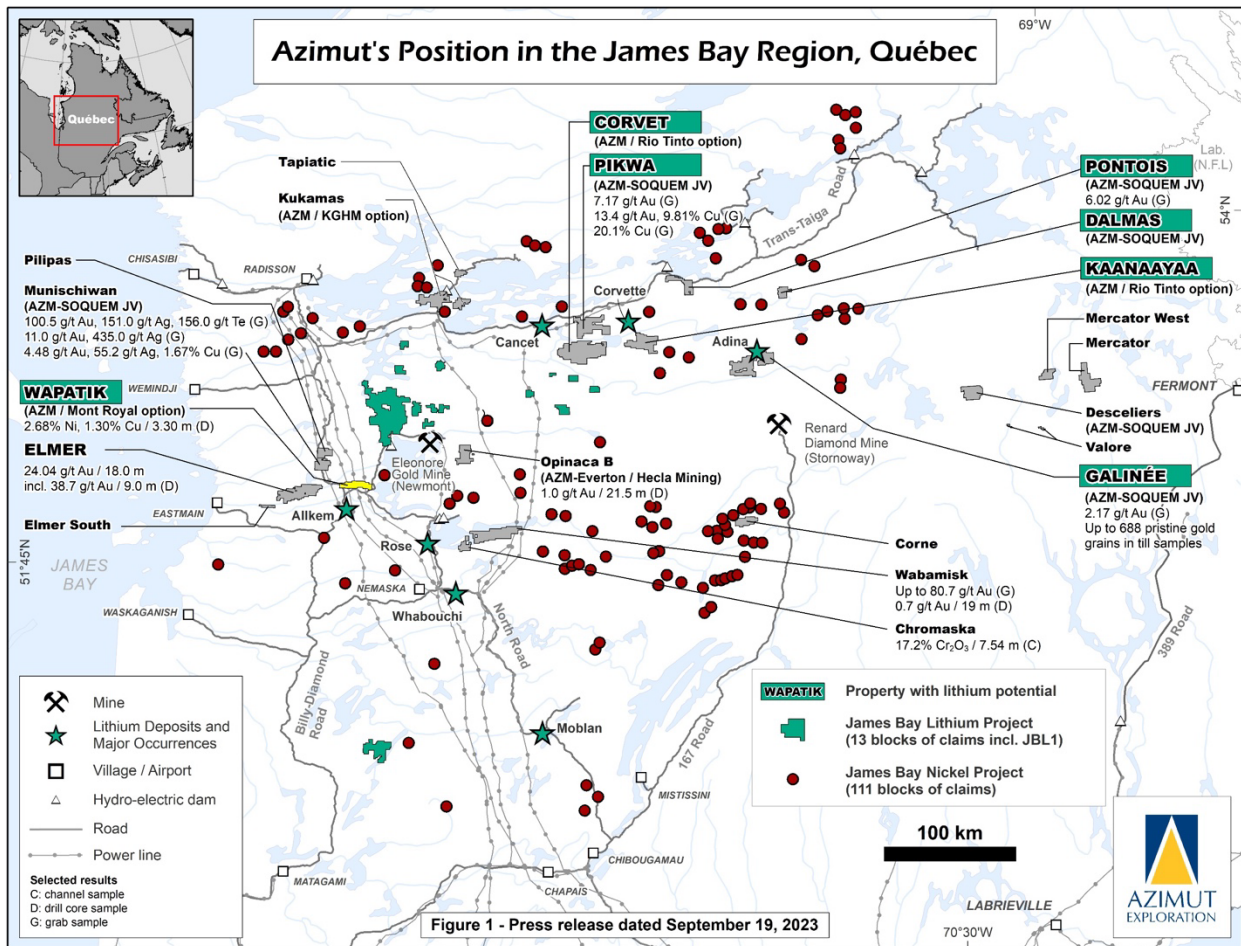 Azimut's Position in the James Bay Region, Québec
Québec
69°W
Lab.
(N.F.L)
54°N
CORVET
(AZM / Rio Tinto option)
PIKWA
(AZM-SOQUEM JV)
7.17 g/t Au (G)
13.4 g/t Au, 9.81% Cu (G)
20.1% Cu (G)
Tapiatic
Kukamas
(AZM / KGHM option)
Trans-Taiga Road
PONTOIS
(AZM-SOQUEM JV)
6.02 g/t Au (G)
DALMAS
(AZM-SOQUEM JV)
KAANAAYAA
(AZM / Rio Tinto option)
Mercator West
Mercator
FERMONT
Desceliers
(AZM-SOQUEM JV)
Valore
GALINÉE
(AZM-SOQUEM JV)
2.17 g/t Au (G)
Up to 688 pristine gold
grains in till samples
CHISASIBI
RADISSON
Pilipas
Munischiwan
(AZM-SOQUEM JV)
100.5 g/t Au, 151.0 g/t Ag, 156.0 g/t Te (G)
11.0 g/t Au, 435.0 g/t Ag (G)
4.48 g/t Au, 55.2 g/t Ag, 1.67% Cu (G)
WEMINDJI
WAPATIK
(AZM / Mont Royal option)
2.68% Ni, 1.30% Cu / 3.30 m (D)
ELMER
24.04 g/t Au / 18.0 m
incl. 38.7 g/t Au / 9.0 m (D)
EASTMAIN
Elmer South
51°45'N
JAMES
BAY
WASKAGANISH
Cancet
Corvette
Adina
Eleonore
Gold Mine
(Newmont)
Opinaca B
(AZM-Everton / Hecla Mining)
1.0 g/t Au / 21.5 m (D)
Renard
Diamond Mine
(Stornoway)
Allkem
Rose
NEMASKA
Whabouchi
Corne
Wabamisk
Up to 80.7 g/t Au (G)
0.7 g/t Au / 19 m (D)
Chromaska
17.2% Cr₂O₃ / 7.54 m (C)
North Road
Billy-Diamond
Road
167 Road
389 Road
Moblan
MISTISSINI
CHIBOUGAMAU
CHAPAIS
MATAGAMI
LABRIEVILLE
70°30'W
Mine
Lithium Deposits and
Major Occurrences
Village / Airport
Hydro-electric dam
Road
Power line
Selected results
C: channel sample
D: drill core sample
G: grab sample
WAPATIK
Property with lithium potential
James Bay Lithium Project
(13 blocks of claims incl. JBL1)
James Bay Nickel Project
(111 blocks of claims)
100 km
AZIMUT
EXPLORATION
Figure 1 - Press release dated September 19, 2023